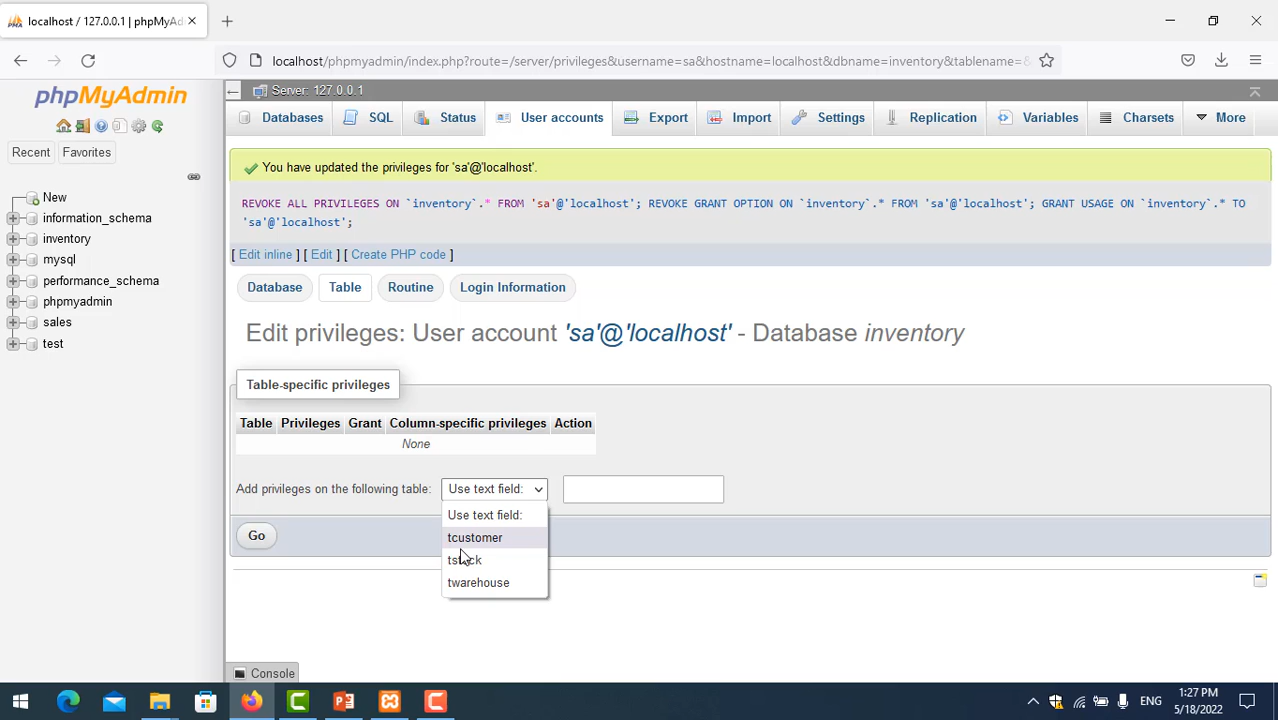 localhost / 127.0.0.1 | phpMyAd
localhost/phpmyadmin/index.php?route=/server/privileges&username=sa&hostname=localhost&dbname=inventory&tablename=&
phpMyAdmin
Recent
Favorites
New
information_schema
inventory
mysql
performance_schema
phpmyadmin
sales
test
Server: 127.0.0.1
Databases
SQL
Status
User accounts
Export
Import
Settings
Replication
Variables
Charsets
More
You have updated the privileges for 'sa'@'localhost'.
REVOKE ALL PRIVILEGES ON `inventory`.* FROM 'sa'@'localhost'; REVOKE GRANT OPTION ON `inventory`.* FROM 'sa'@'localhost'; GRANT USAGE ON `inventory`.* TO
'sa'@'localhost';
[ Edit inline ] [ Edit ] [ Create PHP code ]
Database
Table
Routine
Login Information
Edit privileges: User account 'sa'@'localhost' - Database inventory
Table-specific privileges
Table Privileges Grant Column-specific privileges Action
None
Add privileges on the following table: Use text field:
Use text field:
tcustomer
twarehouse
Go
Console
ENG
1:27 PM
5/18/2022